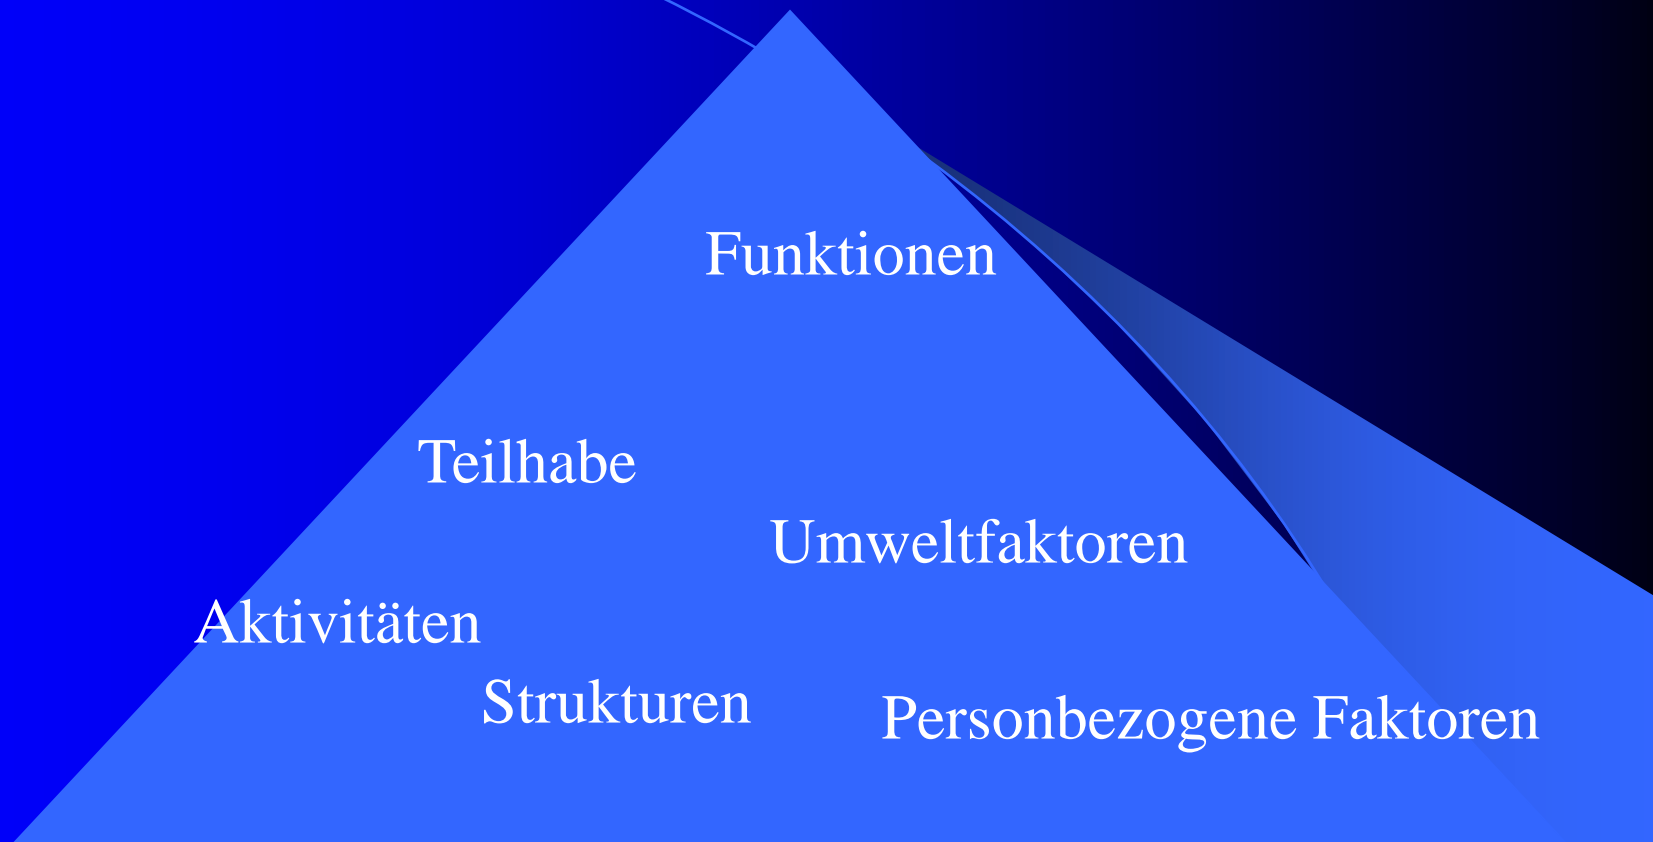 Funktionen
Teilhabe
Umweltfaktoren
Aktivitäten
Strukturen
Personbezogene Faktoren